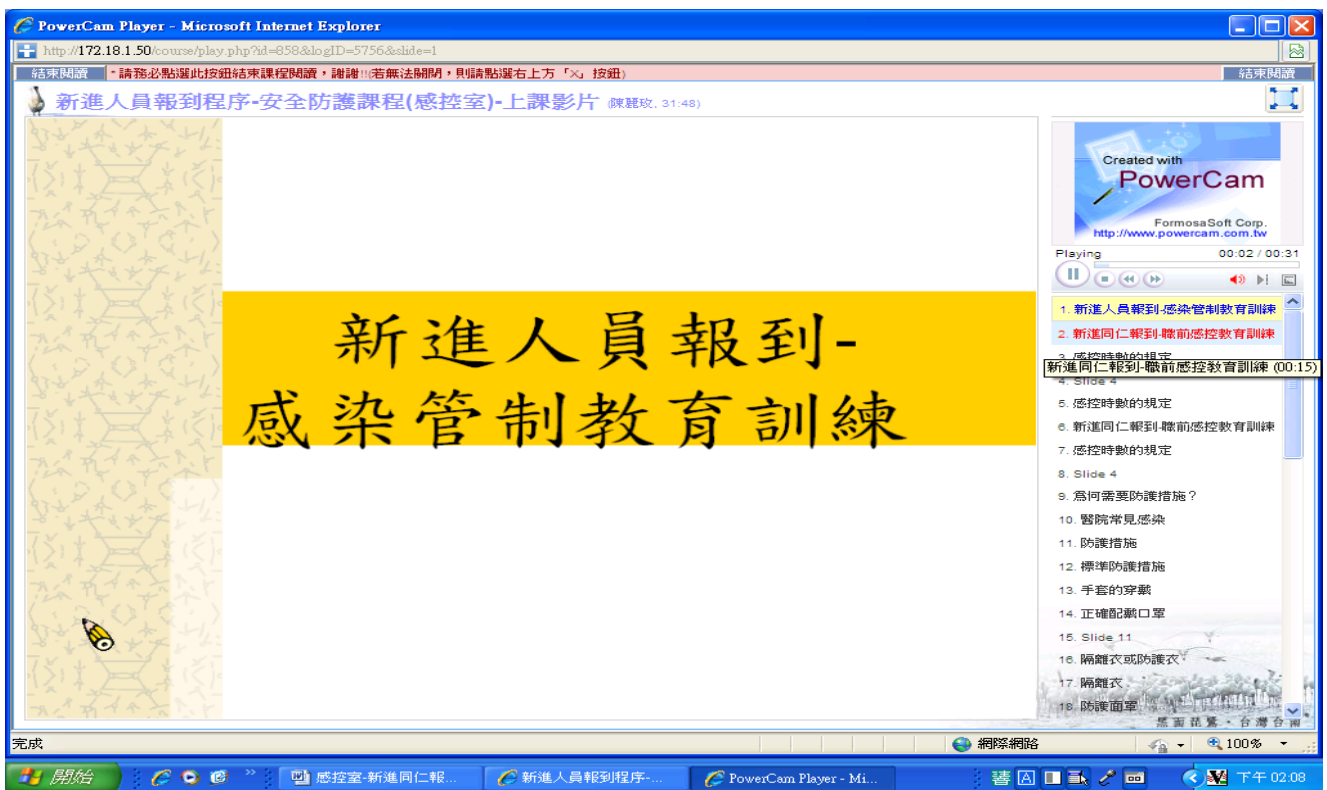 PowerCam Player - Microsoft Internet Explorer
http://172.18.1.50/course/play.php?id=858&logID=5756&slide=1
結束閱讀
*請務必點選此按鈕結束課程閱讀，謝謝!!(若無法關閉，則請點選右上方「X」按鈕)
結束閱讀
新進人員報到程序-安全防護課程(感控室)-上課影片 (陳麗玫, 31:48)
新進人員報到-
感染管制教育訓練
Created with
PowerCam
FormosaSoft Corp.
http://www.powercam.com.tw
Playing 00:02 / 00:31
1. 新進人員報到-感染管制教育訓練
2. 新進同仁報到-職前感控教育訓練
3. 感控時數的規定
新進同仁報到-職前感控教育訓練 (00:15)
4. Slide 4
5. 感控時數的規定
6. 新進同仁報到-職前感控教育訓練
7. 感控時數的規定
8. Slide 4
9. 為何需要防護措施？
10. 醫院常見感染
11. 防護措施
12. 標準防護措施
13. 手套的穿戴
14. 正確配戴口罩
15. Slide 11
16. 隔離衣或防護衣
17. 隔離衣
18. 防護面罩
黑面琵鷺・台灣台南
完成
網際網路
100%
開始
感控室-新進同仁報...
新進人員報到程序-...
PowerCam Player - Mi...
下午 02:08